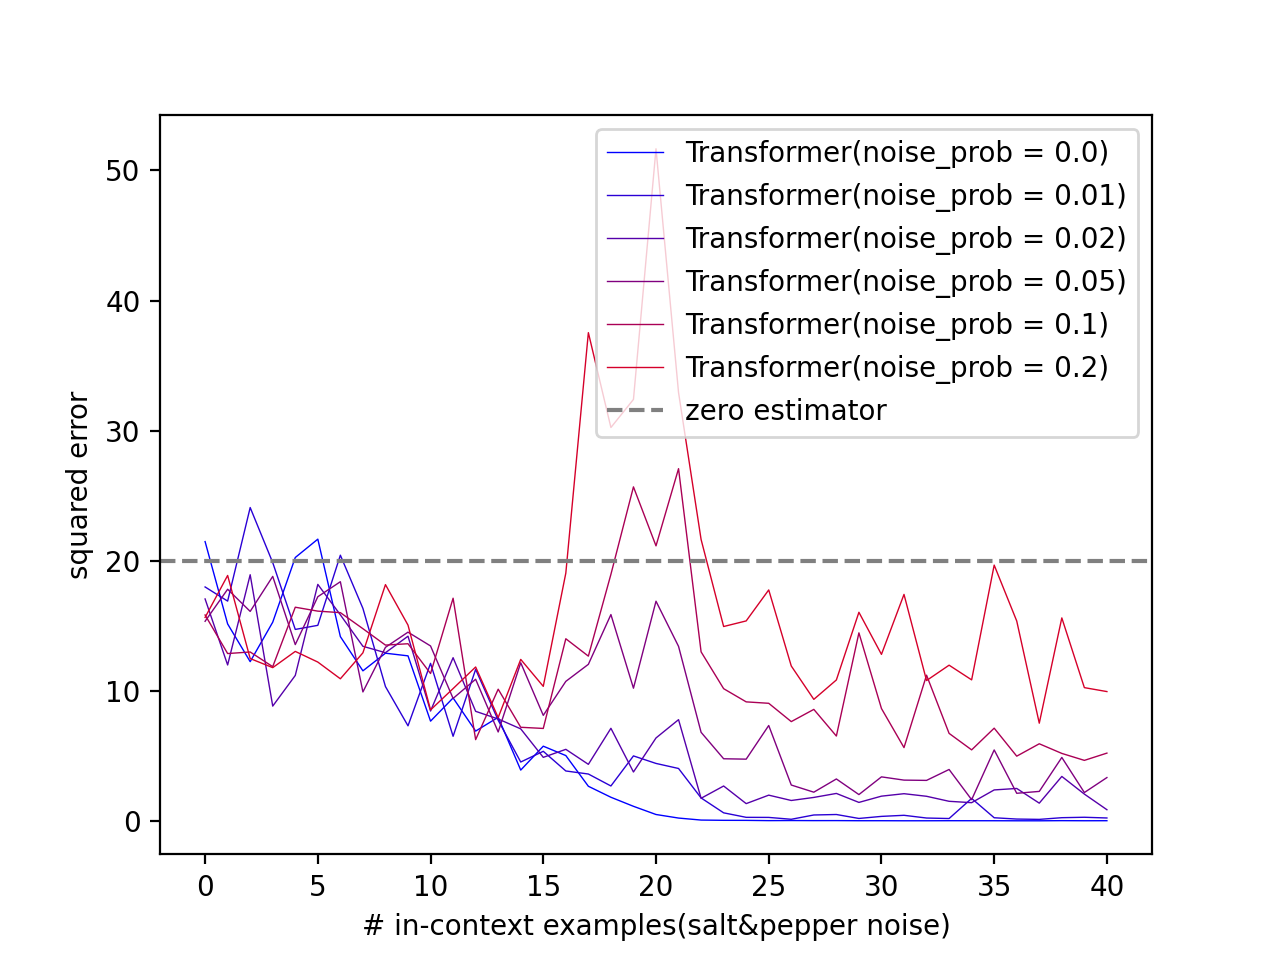 Transformer(noise_prob = 0.0)
Transformer(noise_prob = 0.01)
Transformer(noise_prob = 0.02)
Transformer(noise_prob = 0.05)
Transformer(noise_prob = 0.1)
Transformer(noise_prob = 0.2)
zero estimator
squared error
50
40
30
20
10
0
0 5 10 15 20 25 30 35 40
# in-context examples(salt&pepper noise)